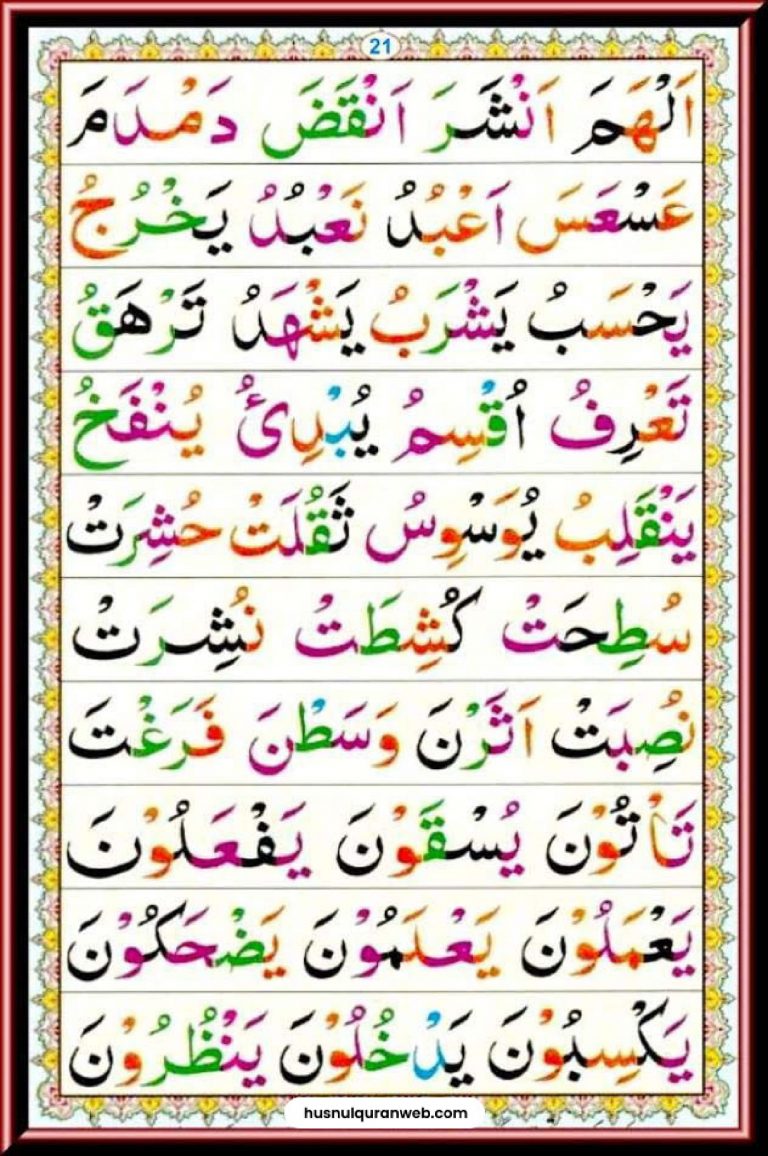 21
اَلْهَمَ اَنْشَرَ اَنْقَضَ دَمْدَمَ
عَسْعَسَ اَعْبُدُ نَعْبُدُ يَخْرُجُ
يَحْسَبُ يَشْرَبُ يَشْهَدُ تَرْهَقُ
تَعْرِفُ اُقْسِمُ يُبْدِئُ يُنْفَخُ
يَنْقَلِبُ يُوَسْوِسُ ثَقُلَتْ حُشِرَتْ
سُطِحَتْ كُشِطَتْ نُشِرَتْ
نُصِبَتْ اَثَرْنَ وَسَطْنَ فَرَغْتَ
تَاْتُوْنَ يُسْقَوْنَ يَفْعَلُوْنَ
يَعْمَلُوْنَ يَعْلَمُوْنَ يَضْحَكُوْنَ
يَكْسِبُوْنَ يَدْخُلُوْنَ يَنْظُرُوْنَ
husnulquranweb.com